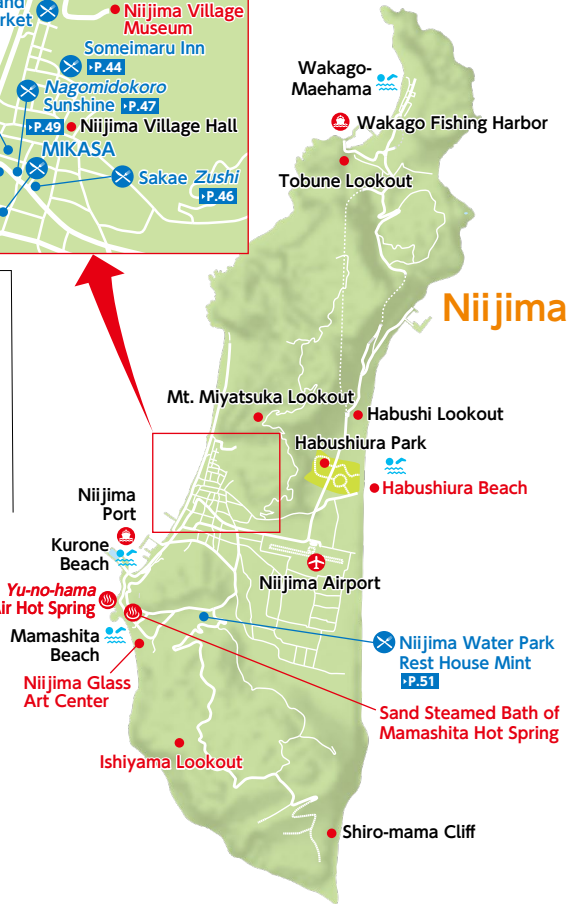 Niijima Village
Museum
Someimaru Inn
P.44
Nagomidokoro
Sunshine P.47
P.49 Niijima Village Hall
MIKASA
Sakae Zushi
P.46
Wakago-
Maehama
Wakago Fishing Harbor
Tobune Lookout
Niijima
Mt. Miyatsuka Lookout
Habushi Lookout
Habushiura Park
Habushiura Beach
Niijima
Port
Kurone
Beach
Niijima Airport
Yu-no-hama
Hot Spring
Mamashita
Beach
Niijima Water Park
Rest House Mint
P.51
Niijima Glass
Art Center
Sand Steamed Bath of
Mamashita Hot Spring
Ishiyama Lookout
Shiro-mama Cliff